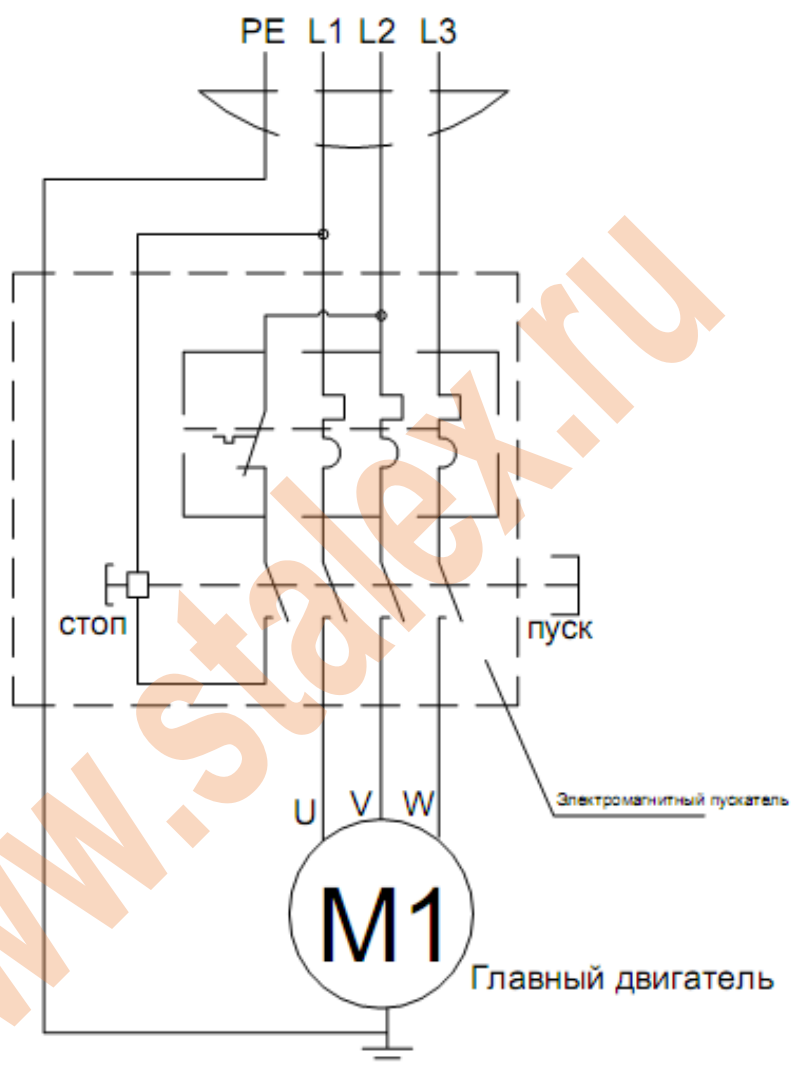 PE L1 L2 L3
стоп
пуск
Электромагнитный пускатель
U V W
M1
Главный двигатель
www.stalex.ru